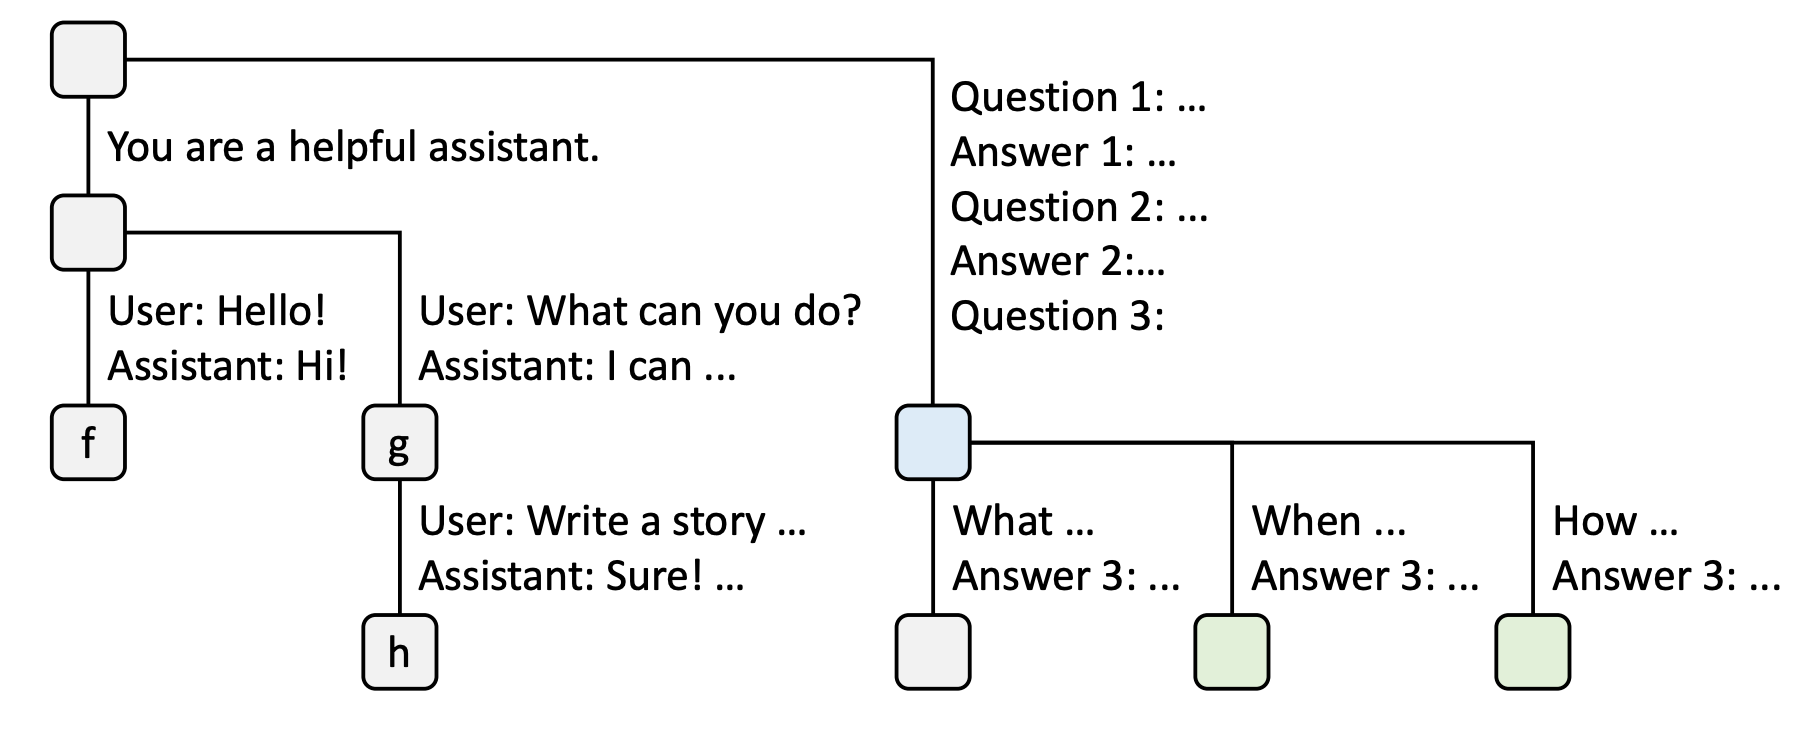 You are a helpful assistant.
Question 1: ...
Answer 1: ...
Question 2: ...
Answer 2:...
Question 3:
User: Hello!
Assistant: Hi!
User: What can you do?
Assistant: I can ...
f
g
User: Write a story ...
Assistant: Sure! ...
What ...
Answer 3: ...
When ...
Answer 3: ...
How ...
Answer 3: ...
h